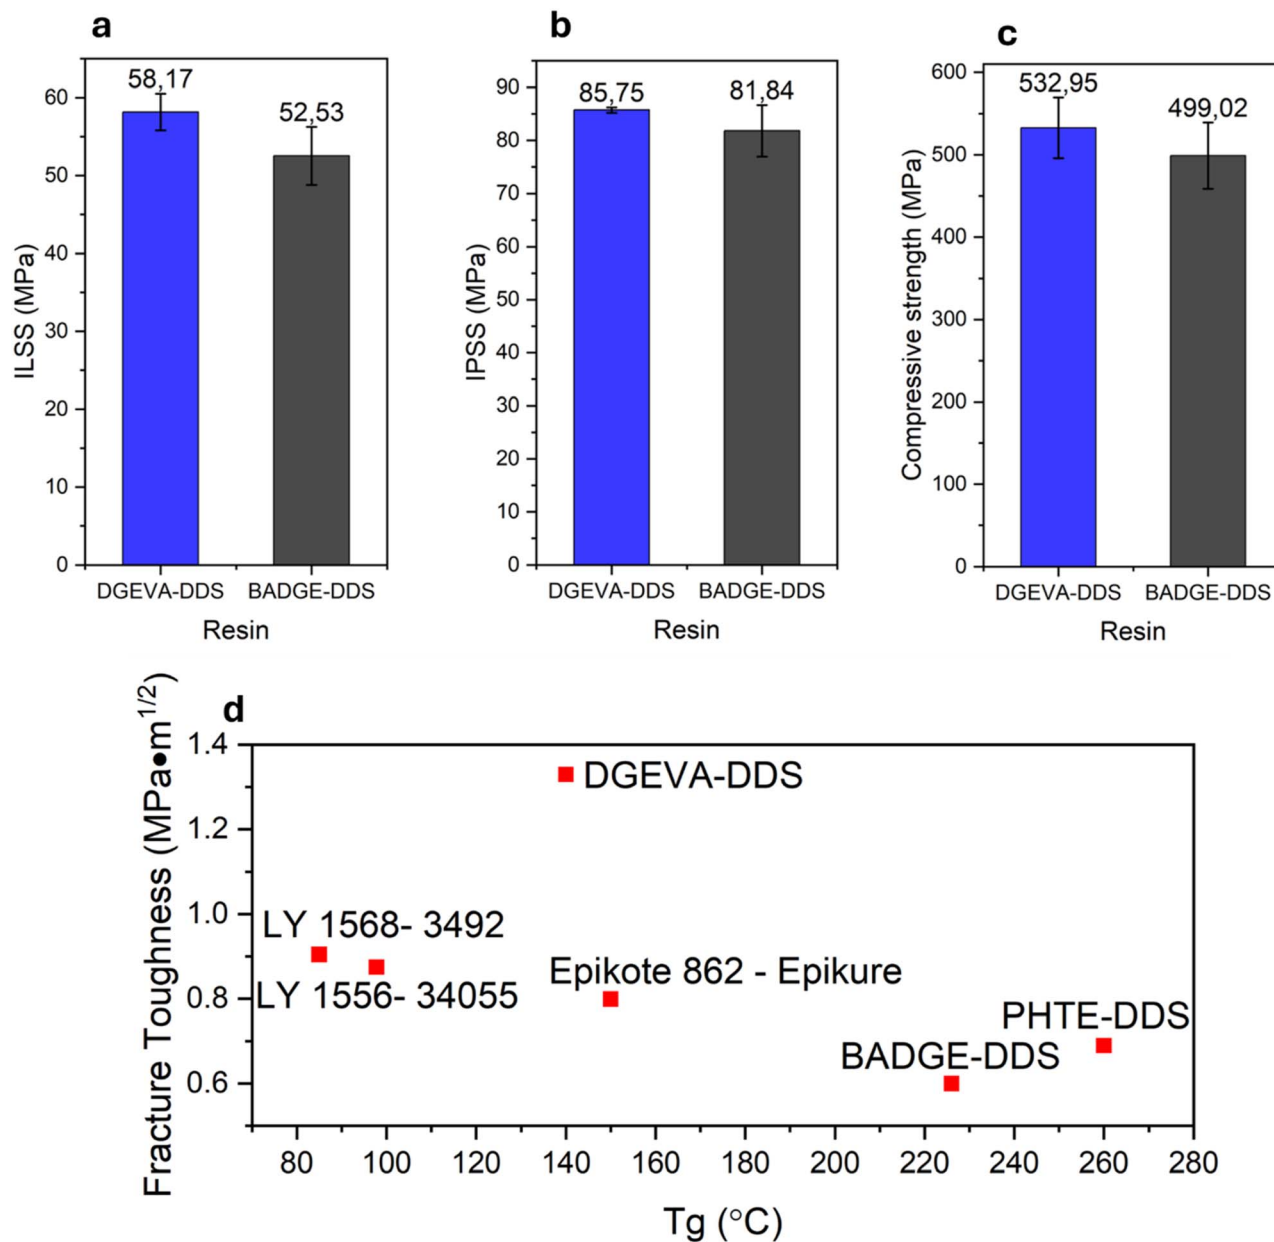 a
58,17
52,53
60
50
40
30
20
10
0
ILSS (MPa)
DGEVA-DDS BADGE-DDS
Resin
b
85,75
81,84
90
80
70
60
50
40
30
20
10
0
IPSS (MPa)
DGEVA-DDS BADGE-DDS
Resin
c
532,95
499,02
600
500
400
300
200
100
0
Compressive strength (MPa)
DGEVA-DDS BADGE-DDS
Resin
d
Fracture Toughness (MPa•m1/2)
1.4
1.2
1.0
0.8
0.6
DGEVA-DDS
LY 1568- 3492
LY 1556- 34055
Epikote 862 - Epikure
PHTE-DDS
BADGE-DDS
80 100 120 140 160 180 200 220 240 260 280
Tg (°C)